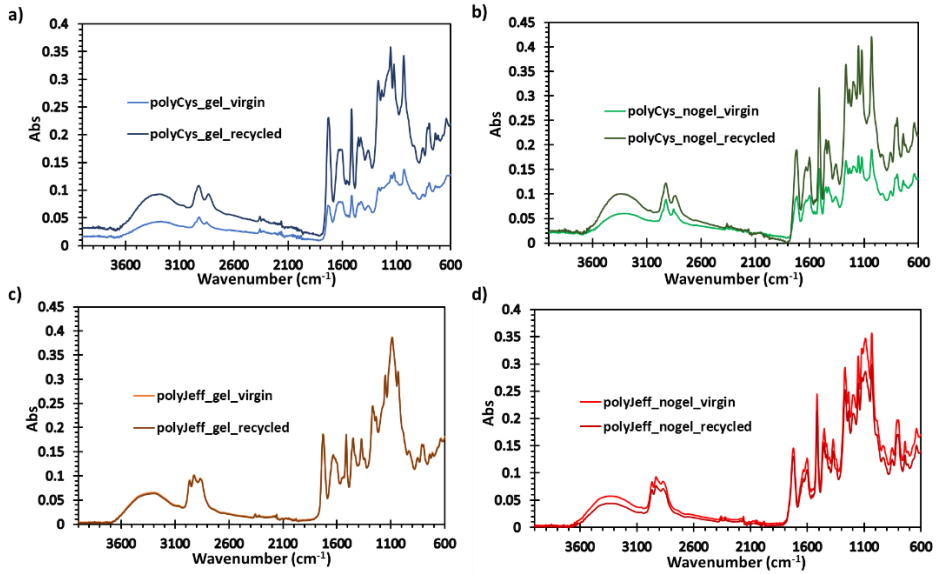 a)
0.4
0.35
0.3
0.25
0.2
0.15
0.1
0.05
0
Abs
polyCys_gel_virgin
polyCys_gel_recycled
3600 3100 2600 2100 1600 1100 600
Wavenumber (cm-1)
b)
0.45
0.4
0.35
0.3
0.25
0.2
0.15
0.1
0.05
0
Abs
polyCys_nogel_virgin
polyCys_nogel_recycled
3600 3100 2600 2100 1600 1100 600
Wavenumber (cm-1)
c)
0.45
0.4
0.35
0.3
0.25
0.2
0.15
0.1
0.05
0
Abs
polyJeff_gel_virgin
polyJeff_gel_recycled
3600 3100 2600 2100 1600 1100 600
Wavenumber (cm-1)
d)
0.4
0.35
0.3
0.25
0.2
0.15
0.1
0.05
0
Abs
polyJeff_nogel_virgin
polyJeff_nogel_recycled
3600 3100 2600 2100 1600 1100 600
Wavenumber (cm-1)